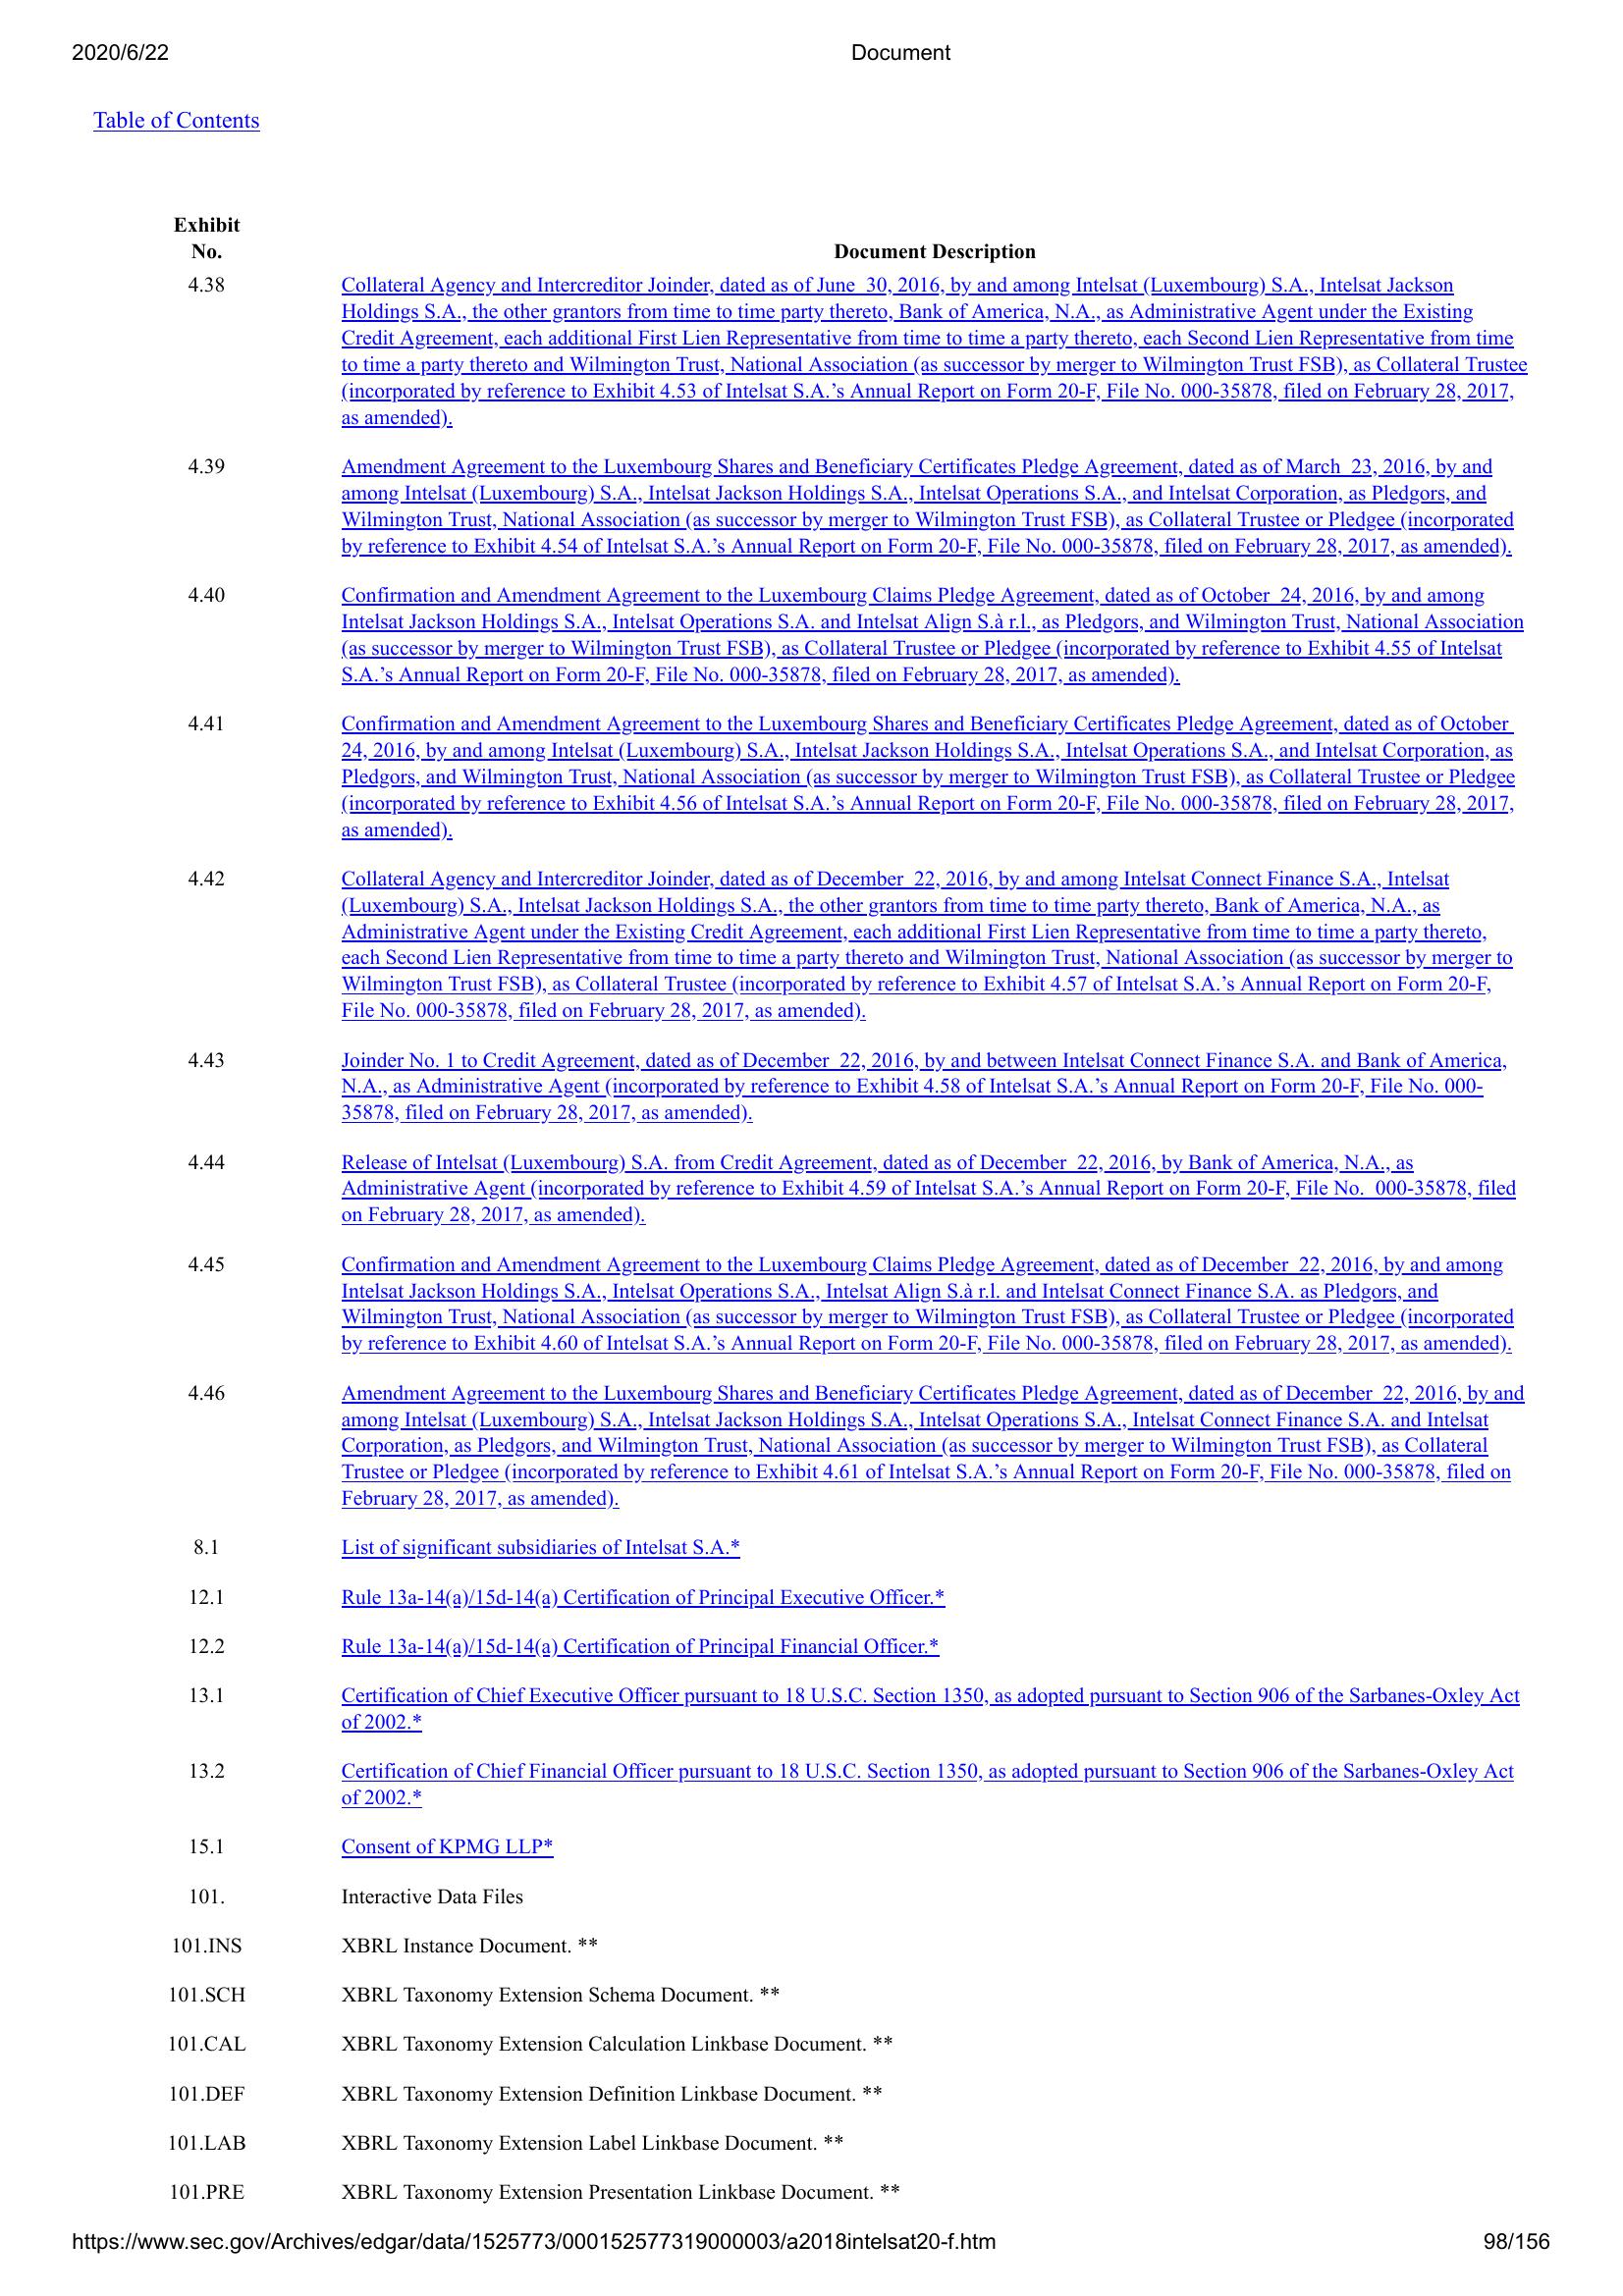 2020/6/22 Document
Table of Contents
Exhibit
No. Document Description
4.38 Collateral Agency and Intercreditor Joinder, dated as of June 30, 2016, by and among Intelsat (Luxembourg) S.A., Intelsat Jackson
Holdings S.A., the other grantors from time to time party thereto, Bank of America, N.A., as Administrative Agent under the Existing
Credit Agreement, each additional First Lien Representative from time to time a party thereto, each Second Lien Representative from time
to time a party thereto and Wilmington Trust, National Association (as successor by merger to Wilmington Trust FSB), as Collateral Trustee
(incorporated by reference to Exhibit 4.53 of Intelsat S.A.’s Annual Report on Form 20-F, File No. 000-35878, filed on February 28, 2017,
as amended).
4.39 Amendment Agreement to the Luxembourg Shares and Beneficiary Certificates Pledge Agreement, dated as of March 23, 2016, by and
among Intelsat (Luxembourg) S.A., Intelsat Jackson Holdings S.A., Intelsat Operations S.A., and Intelsat Corporation, as Pledgors, and
Wilmington Trust, National Association (as successor by merger to Wilmington Trust FSB), as Collateral Trustee or Pledgee (incorporated
by reference to Exhibit 4.54 of Intelsat S.A.’s Annual Report on Form 20-F, File No. 000-35878, filed on February 28, 2017, as amended).
4.40 Confirmation and Amendment Agreement to the Luxembourg Claims Pledge Agreement, dated as of October 24, 2016, by and among
Intelsat Jackson Holdings S.A., Intelsat Operations S.A. and Intelsat Align S.à r.l., as Pledgors, and Wilmington Trust, National Association
(as successor by merger to Wilmington Trust FSB), as Collateral Trustee or Pledgee (incorporated by reference to Exhibit 4.55 of Intelsat
S.A.’s Annual Report on Form 20-F, File No. 000-35878, filed on February 28, 2017, as amended).
4.41 Confirmation and Amendment Agreement to the Luxembourg Shares and Beneficiary Certificates Pledge Agreement, dated as of October
24, 2016, by and among Intelsat (Luxembourg) S.A., Intelsat Jackson Holdings S.A., Intelsat Operations S.A., and Intelsat Corporation, as
Pledgors, and Wilmington Trust, National Association (as successor by merger to Wilmington Trust FSB), as Collateral Trustee or Pledgee
(incorporated by reference to Exhibit 4.56 of Intelsat S.A.’s Annual Report on Form 20-F, File No. 000-35878, filed on February 28, 2017,
as amended).
4.42 Collateral Agency and Intercreditor Joinder, dated as of December 22, 2016, by and among Intelsat Connect Finance S.A., Intelsat
(Luxembourg) S.A., Intelsat Jackson Holdings S.A., the other grantors from time to time party thereto, Bank of America, N.A., as
Administrative Agent under the Existing Credit Agreement, each additional First Lien Representative from time to time a party thereto,
each Second Lien Representative from time to time a party thereto and Wilmington Trust, National Association (as successor by merger to
Wilmington Trust FSB), as Collateral Trustee (incorporated by reference to Exhibit 4.57 of Intelsat S.A.’s Annual Report on Form 20-F,
File No. 000-35878, filed on February 28, 2017, as amended).
4.43 Joinder No. 1 to Credit Agreement, dated as of December 22, 2016, by and between Intelsat Connect Finance S.A. and Bank of America,
N.A., as Administrative Agent (incorporated by reference to Exhibit 4.58 of Intelsat S.A.’s Annual Report on Form 20-F, File No. 000-
35878, filed on February 28, 2017, as amended).
4.44 Release of Intelsat (Luxembourg) S.A. from Credit Agreement, dated as of December 22, 2016, by Bank of America, N.A., as
Administrative Agent (incorporated by reference to Exhibit 4.59 of Intelsat S.A.’s Annual Report on Form 20-F, File No. 000-35878, filed
on February 28, 2017, as amended).
4.45 Confirmation and Amendment Agreement to the Luxembourg Claims Pledge Agreement, dated as of December 22, 2016, by and among
Intelsat Jackson Holdings S.A., Intelsat Operations S.A., Intelsat Align S.à r.l. and Intelsat Connect Finance S.A. as Pledgors, and
Wilmington Trust, National Association (as successor by merger to Wilmington Trust FSB), as Collateral Trustee or Pledgee (incorporated
by reference to Exhibit 4.60 of Intelsat S.A.’s Annual Report on Form 20-F, File No. 000-35878, filed on February 28, 2017, as amended).
4.46 Amendment Agreement to the Luxembourg Shares and Beneficiary Certificates Pledge Agreement, dated as of December 22, 2016, by and
among Intelsat (Luxembourg) S.A., Intelsat Jackson Holdings S.A., Intelsat Operations S.A., Intelsat Connect Finance S.A. and Intelsat
Corporation, as Pledgors, and Wilmington Trust, National Association (as successor by merger to Wilmington Trust FSB), as Collateral
Trustee or Pledgee (incorporated by reference to Exhibit 4.61 of Intelsat S.A.’s Annual Report on Form 20-F, File No. 000-35878, filed on
February 28, 2017, as amended).
8.1 List of significant subsidiaries of Intelsat S.A.*
12.1 Rule 13a-14(a)/15d-14(a) Certification of Principal Executive Officer.*
12.2 Rule 13a-14(a)/15d-14(a) Certification of Principal Financial Officer.*
13.1 Certification of Chief Executive Officer pursuant to 18 U.S.C. Section 1350, as adopted pursuant to Section 906 of the Sarbanes-Oxley Act
of 2002.*
13.2 Certification of Chief Financial Officer pursuant to 18 U.S.C. Section 1350, as adopted pursuant to Section 906 of the Sarbanes-Oxley Act
of 2002.*
15.1 Consent of KPMG LLP*
101. Interactive Data Files
101.INS XBRL Instance Document. **
101.SCH XBRL Taxonomy Extension Schema Document. **
101.CAL XBRL Taxonomy Extension Calculation Linkbase Document. **
101.DEF XBRL Taxonomy Extension Definition Linkbase Document. **
101.LAB XBRL Taxonomy Extension Label Linkbase Document. **
101.PRE XBRL Taxonomy Extension Presentation Linkbase Document. **
https://www.sec.gov/Archives/edgar/data/1525773/000152577319000003/a2018intelsat20-f.htm 98/156